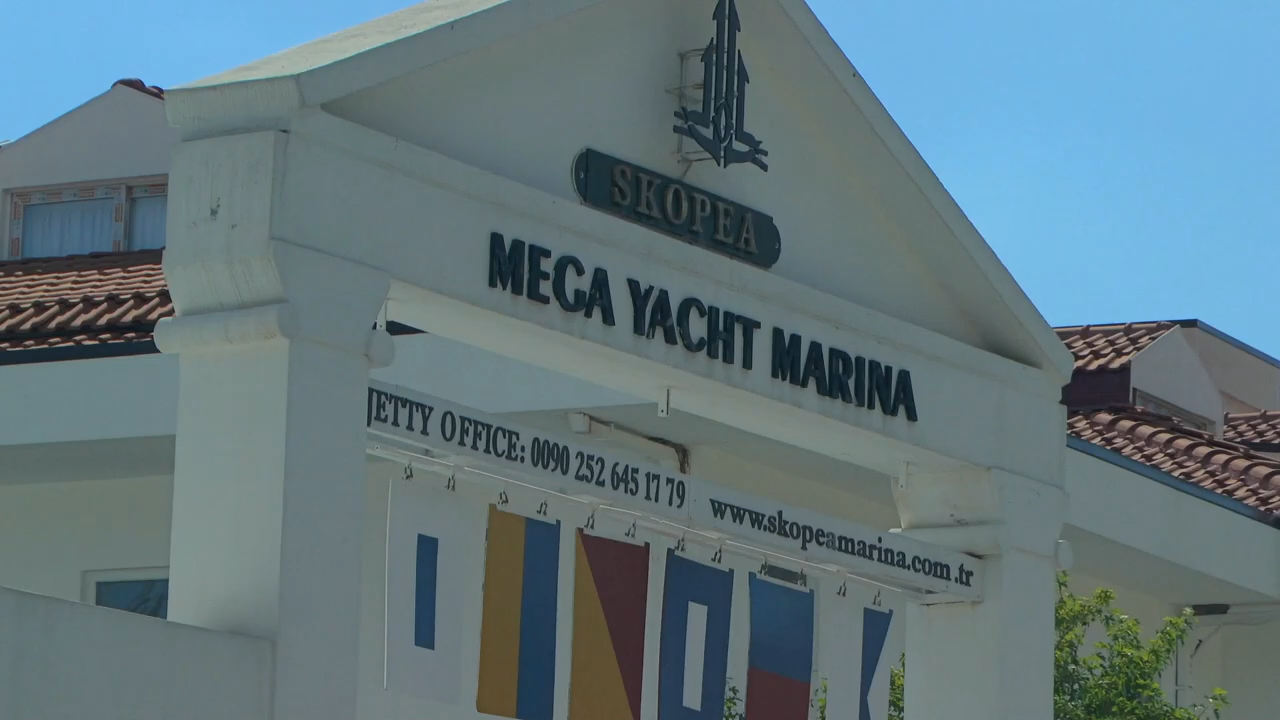 SKOPEA
MEGA YACHT MARINA
JETTY OFFICE: 0090 252 645 17 79
www.skopeamarina.com.tr